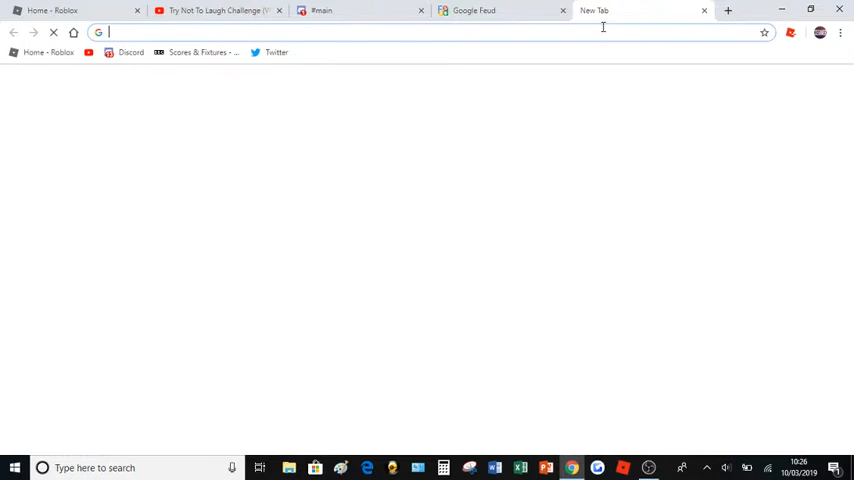 Home - Roblox
Try Not To Laugh Challenge (V
#main
Google Feud
New Tab
Home - Roblox
Discord
Scores & Fixtures - ...
Twitter
Type here to search
10:26
10/03/2019